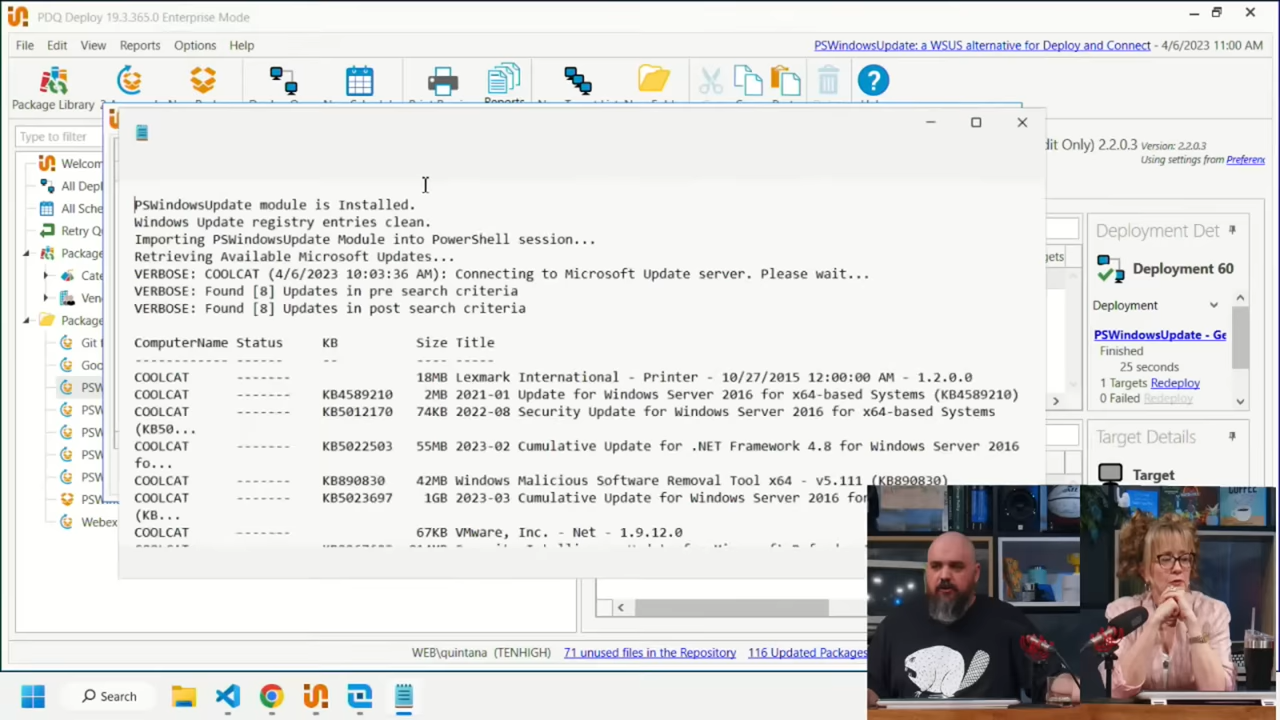 PDQ Deploy 19.3.365.0 Enterprise Mode
File Edit View Reports Options Help
PSWindowsUpdate: a WSUS alternative for Deploy and Connect - 4/6/2023 11:00 AM
Package Library
Reports
Type to filter
dit Only) 2.2.0.3 Version: 2.2.0.3
Using settings from Preferenc
Welcom
All Depl
All Sche
Retry Qu
Package
Cate
Ven
Package
Git f
Goo
PSW
PSW
PSW
PSW
PSW
PSW
Webex
PSWindowsUpdate module is Installed.
Windows Update registry entries clean.
Importing PSWindowsUpdate Module into PowerShell session...
Retrieving Available Microsoft Updates...
VERBOSE: COOLCAT (4/6/2023 10:03:36 AM): Connecting to Microsoft Update server. Please wait...
VERBOSE: Found [8] Updates in pre search criteria
VERBOSE: Found [8] Updates in post search criteria
ComputerName Status KB Size Title
------------ ------ -- ---- -----
COOLCAT ------- 18MB Lexmark International - Printer - 10/27/2015 12:00:00 AM - 1.2.0.0
COOLCAT ------- KB4589210 2MB 2021-01 Update for Windows Server 2016 for x64-based Systems (KB4589210)
COOLCAT ------- KB5012170 74KB 2022-08 Security Update for Windows Server 2016 for x64-based Systems
(KB50...
COOLCAT ------- KB5022503 55MB 2023-02 Cumulative Update for .NET Framework 4.8 for Windows Server 2016
fo...
COOLCAT ------- KB890830 42MB Windows Malicious Software Removal Tool x64 - v5.111 (KB890830)
COOLCAT ------- KB5023697 1GB 2023-03 Cumulative Update for Windows Server 2016 for
(KB...
COOLCAT ------- 67KB VMware, Inc. - Net - 1.9.12.0
gets
Deployment Det
Deployment 60
Deployment
PSWindowsUpdate - Ge
Finished
25 seconds
1 Targets Redeploy
0 Failed Redeploy
Target Details
Target
WEB\quintana (TENHIGH) 71 unused files in the Repository 116 Updated Packages
Search
COFFEE